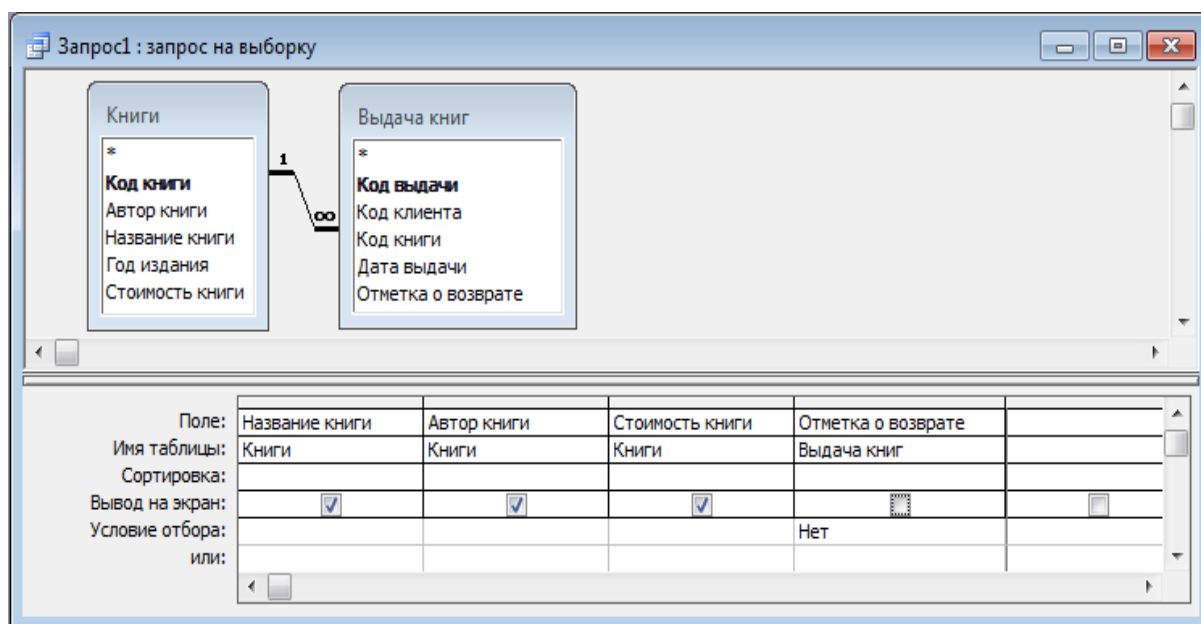 Запрос1 : запрос на выборку
Книги
*
Код книги
Автор книги
Название книги
Год издания
Стоимость книги
1
∞
Выдача книг
*
Код выдачи
Код клиента
Код книги
Дата выдачи
Отметка о возврате
Поле: Название книги Автор книги Стоимость книги Отметка о возврате
Имя таблицы: Книги Книги Книги Выдача книг
Сортировка:
Вывод на экран:
Условие отбора: Нет
или: